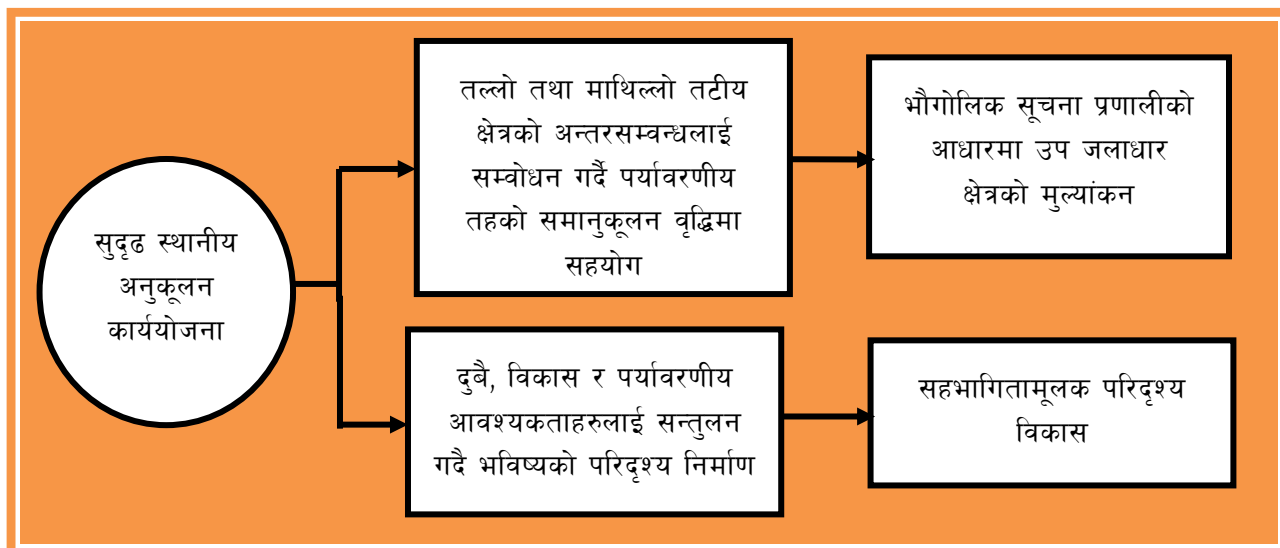 सुदृढ स्थानीय
अनुकूलन
कार्ययोजना
तल्लो तथा माथिल्लो तटीय
क्षेत्रको अन्तरसम्वन्धलाई
सम्वोधन गर्दै पर्यावरणीय
तहको समानुकूलन वृद्धिमा
सहयोग
भौगोलिक सूचना प्रणालीको
आधारमा उप जलाधार
क्षेत्रको मुल्यांकन
दुबै, विकास र पर्यावरणीय
आवश्यकताहरुलाई सन्तुलन
गदै भविष्यको परिदृश्य निर्माण
सहभागितामूलक परिदृश्य
विकास